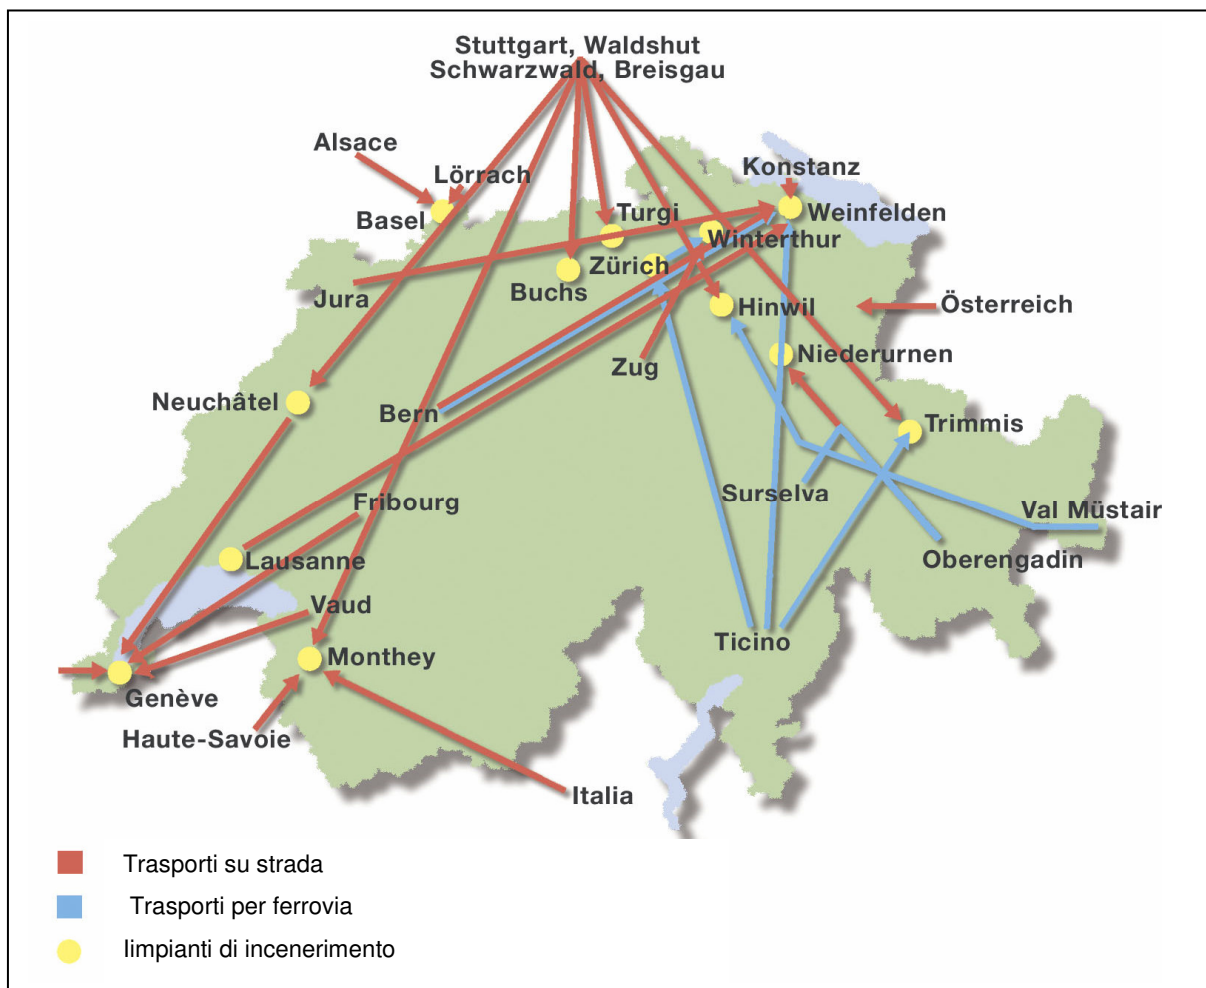 Stuttgart, Waldshut
Schwarzwald, Breisgau
Alsace
Lörrach
Konstanz
Basel
Turgi
Weinfelden
Winterthur
Zürich
Buchs
Jura
Hinwil
Österreich
Niederurnen
Zug
Neuchâtel
Bern
Trimmis
Surselva
Fribourg
Val Müstair
Oberengadin
Lausanne
Vaud
Ticino
Monthey
Genève
Haute-Savoie
Italia
Trasporti su strada
Trasporti per ferrovia
Iimpianti di incenerimento